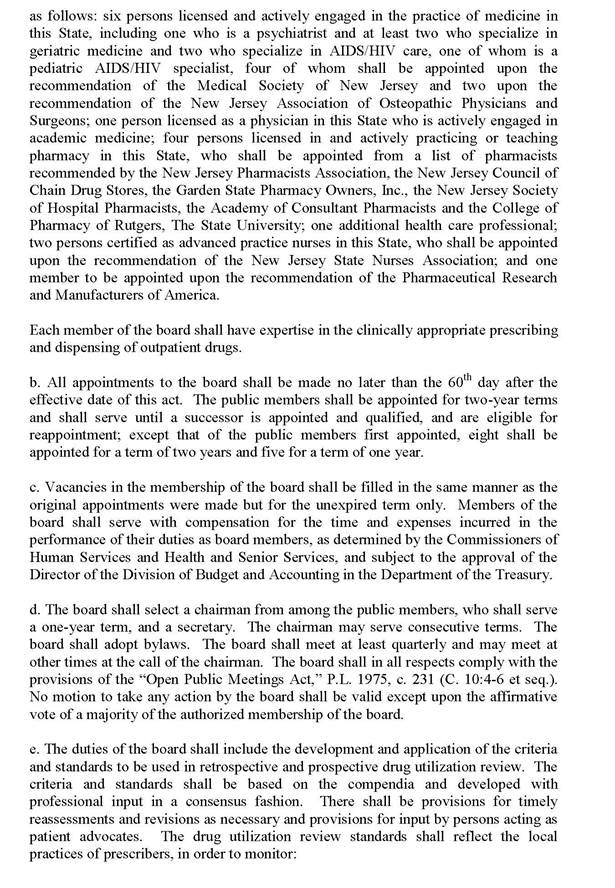 as follows: six persons licensed and actively engaged in the practice of medicine in
this State, including one who is a psychiatrist and at least two who specialize in
geriatric medicine and two who specialize in AIDS/HIV care, one of whom is a
pediatric AIDS/HIV specialist, four of whom shall be appointed upon the
recommendation of the Medical Society of New Jersey and two upon the
recommendation of the New Jersey Association of Osteopathic Physicians and
Surgeons; one person licensed as a physician in this State who is actively engaged in
academic medicine; four persons licensed in and actively practicing or teaching
pharmacy in this State, who shall be appointed from a list of pharmacists
recommended by the New Jersey Pharmacists Association, the New Jersey Council of
Chain Drug Stores, the Garden State Pharmacy Owners, Inc., the New Jersey Society
of Hospital Pharmacists, the Academy of Consultant Pharmacists and the College of
Pharmacy of Rutgers, The State University; one additional health care professional;
two persons certified as advanced practice nurses in this State, who shall be appointed
upon the recommendation of the New Jersey State Nurses Association; and one
member to be appointed upon the recommendation of the Pharmaceutical Research
and Manufacturers of America.
Each member of the board shall have expertise in the clinically appropriate prescribing
and dispensing of outpatient drugs.
b. All appointments to the board shall be made no later than the 60th day after the
effective date of this act. The public members shall be appointed for two-year terms
and shall serve until a successor is appointed and qualified, and are eligible for
reappointment; except that of the public members first appointed, eight shall be
appointed for a term of two years and five for a term of one year.
c. Vacancies in the membership of the board shall be filled in the same manner as the
original appointments were made but for the unexpired term only. Members of the
board shall serve with compensation for the time and expenses incurred in the
performance of their duties as board members, as determined by the Commissioners of
Human Services and Health and Senior Services, and subject to the approval of the
Director of the Division of Budget and Accounting in the Department of the Treasury.
d. The board shall select a chairman from among the public members, who shall serve
a one-year term, and a secretary. The chairman may serve consecutive terms. The
board shall adopt bylaws. The board shall meet at least quarterly and may meet at
other times at the call of the chairman. The board shall in all respects comply with the
provisions of the “Open Public Meetings Act,” P.L. 1975, c. 231 (C. 10:4-6 et seq.).
No motion to take any action by the board shall be valid except upon the affirmative
vote of a majority of the authorized membership of the board.
e. The duties of the board shall include the development and application of the criteria
and standards to be used in retrospective and prospective drug utilization review. The
criteria and standards shall be based on the compendia and developed with
professional input in a consensus fashion. There shall be provisions for timely
reassessments and revisions as necessary and provisions for input by persons acting as
patient advocates. The drug utilization review standards shall reflect the local
practices of prescribers, in order to monitor: